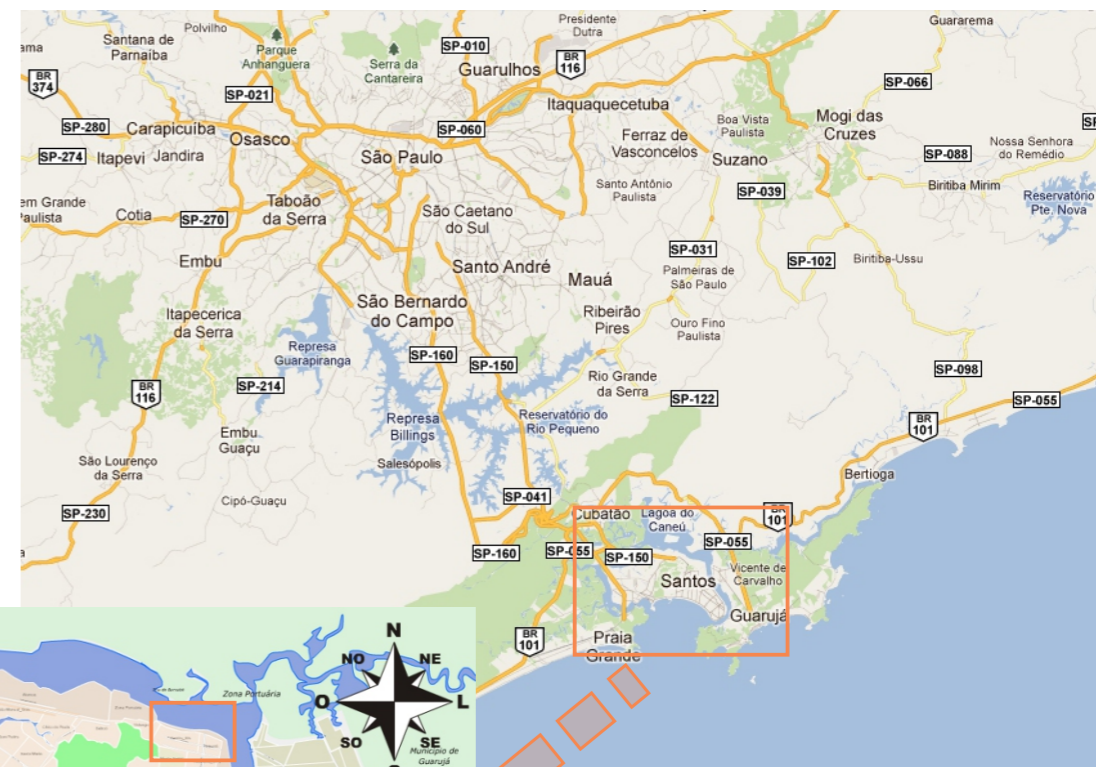 Polvilho
Presidente
Dutra
Guararema
Santana de
Parnaíba
Parque
Anhanguera
SP-010
Serra da
Cantareira
Guarulhos
BR
116
BR
374
SP-021
SP-066
Itaquaquecetuba
SP-280
Carapicuíba
Osasco
SP-060
Boa Vista
Paulista
Mogi das
Cruzes
Ferraz de
Vasconcelos
SP-274
Itapevi
Jandira
São Paulo
Suzano
SP-088
Nossa Senhora
do Remédio
Santo Antônio
Paulista
SP-039
Biritiba Mirim
Reservatório
Pte. Nova
em Grande
Paulista
Cotia
SP-270
Taboão
da Serra
São Caetano
do Sul
Embu
SP-031
SP-102
Biritiba-Ussu
Santo André
Mauá
Palmeiras de
São Paulo
São Bernardo
do Campo
Itapecerica
da Serra
Ribeirão
Pires
Ouro Fino
Paulista
Represa
Guarapiranga
SP-160
SP-150
SP-098
Rio Grande
da Serra
SP-214
BR
116
SP-122
SP-055
Represa
Billings
Reservatório do
Rio Pequeno
BR
101
Embu
Guaçu
Salesópolis
São Lourenço
da Serra
Bertioga
Cipó-Guaçu
SP-041
SP-230
Cubatão
Lagoa do
Caneú
BR
101
SP-160
SP-055
SP-150
SP-055
Santos
Vicente de
Carvalho
Guarujá
BR
101
Praia
Grande
N
NO
NE
Zona Portuária
O
L
SO
SE
Município de
Guarujá